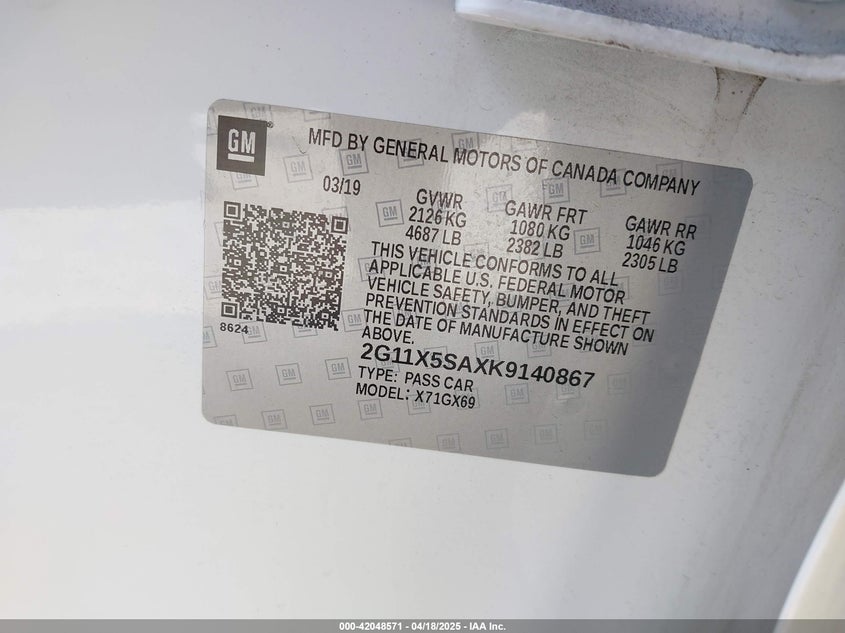 GM
MFD BY GENERAL MOTORS OF CANADA COMPANY
03/19
GVWR
2126 KG
4687 LB
GAWR FRT
1080 KG
2382 LB
GAWR RR
1046 KG
2305 LB
THIS VEHICLE CONFORMS TO ALL
APPLICABLE U.S. FEDERAL MOTOR
VEHICLE SAFETY, BUMPER, AND THEFT
PREVENTION STANDARDS IN EFFECT ON
THE DATE OF MANUFACTURE SHOWN
ABOVE.
8624
2G11X5SAXK9140867
TYPE: PASS CAR
MODEL: X71GX69
000-42048571 | 04/18/2025 - IAA Inc.